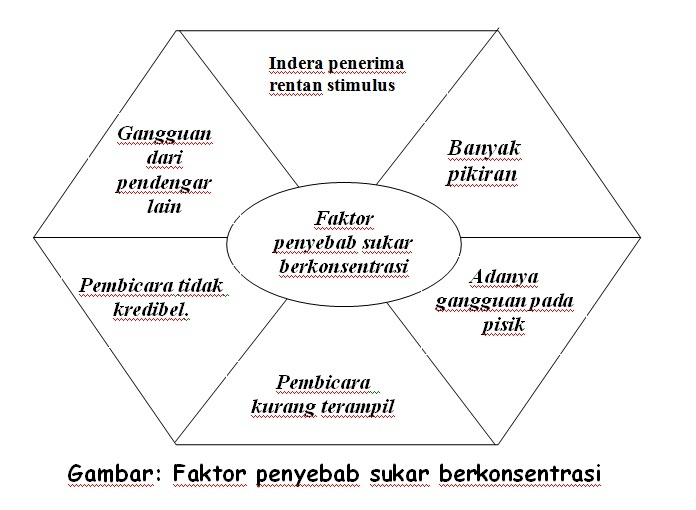 Indera penerima
rentan stimulus
Gangguan
dari
pendengar
lain
Banyak
pikiran
Faktor
penyebab sukar
berkonsentrasi
Pembicara tidak
kredibel.
Adanya
gangguan pada
pisik
Pembicara
kurang terampil
Gambar: Faktor penyebab sukar berkonsentrasi